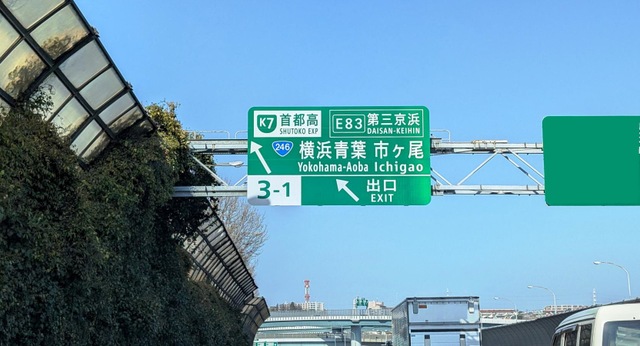 K7 首都高 E83 第三京浜
SHUTOKO EXP DAISAN-KEIHIN
246 横浜青葉 市ヶ尾
Yokohama-Aoba Ichigao
3-1 出口
EXIT